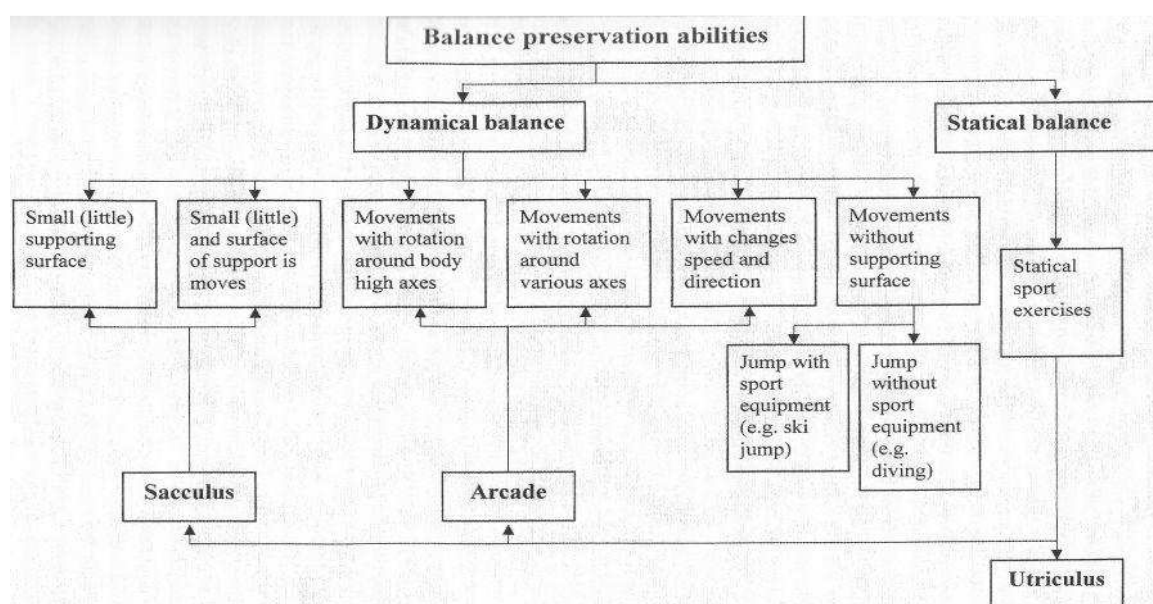 Balance preservation abilities
Dynamical balance
Statical balance
Small (little)
supporting
surface
Small (little)
and surface
of support is
moves
Movements
with rotation
around body
high axes
Movements
with rotation
around
various axes
Movements
with changes
speed and
direction
Movements
without
supporting
surface
Statical
sport
exercises
Jump with
sport
equipment
(e.g. ski
jump)
Jump
without
sport
equipment
(e.g.
diving)
Sacculus
Arcade
Utriculus